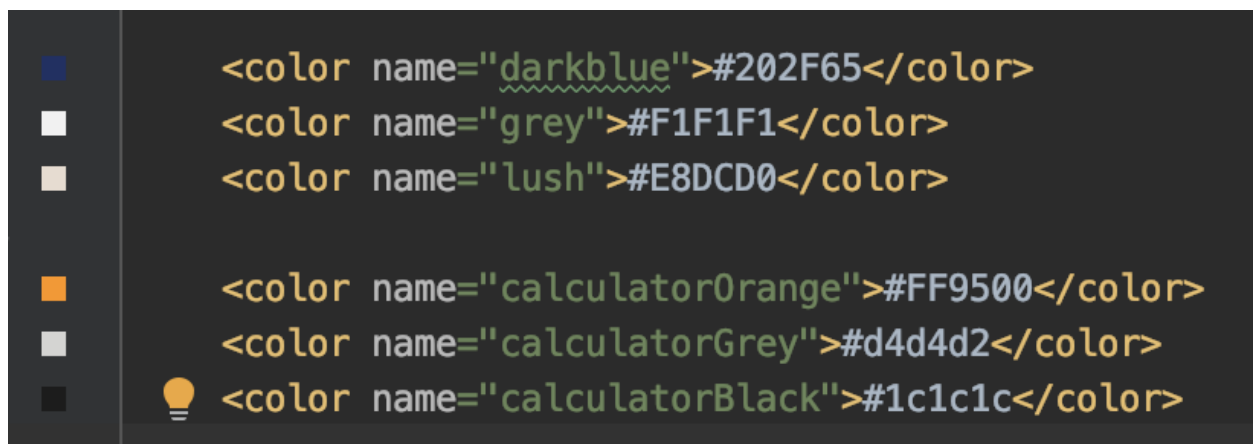 <color name="darkblue">#202F65</color>
<color name="grey">#F1F1F1</color>
<color name="lush">#E8DCD0</color>
<color name="calculatorOrange">#FF9500</color>
<color name="calculatorGrey">#d4d4d2</color>
<color name="calculatorBlack">#1c1c1c</color>